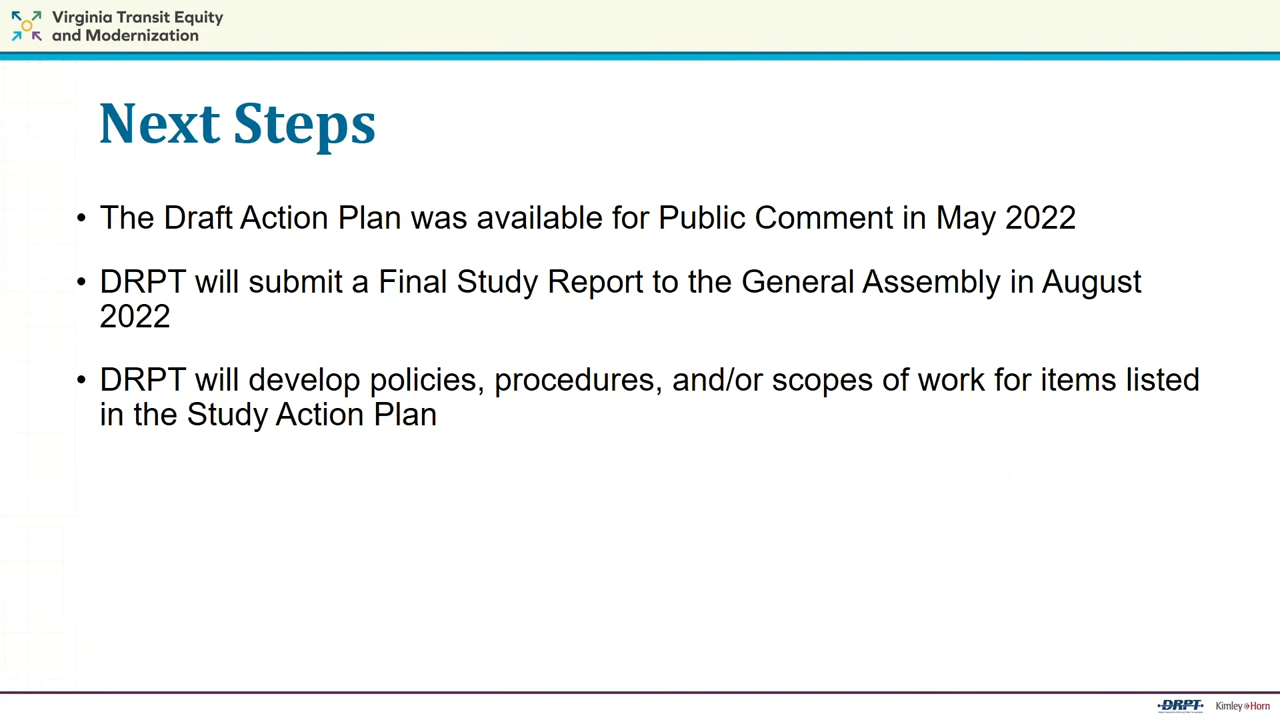 Virginia Transit Equity
and Modernization
Next Steps
• The Draft Action Plan was available for Public Comment in May 2022
• DRPT will submit a Final Study Report to the General Assembly in August
2022
• DRPT will develop policies, procedures, and/or scopes of work for items listed
in the Study Action Plan
DRPT
Kimley»Horn